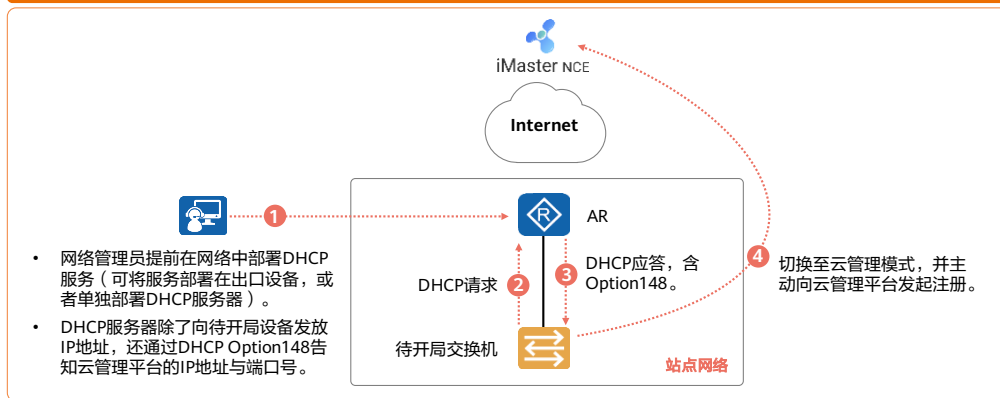 iMaster NCE
Internet
1
AR
• 网络管理员提前在网络中部署DHCP
服务（可将服务部署在出口设备，或
者单独部署DHCP服务器）。
• DHCP服务器除了向待开局设备发放
IP地址，还通过DHCP Option148告
知云管理平台的IP地址与端口号。
DHCP请求
2
3
DHCP应答，含
Option148。
4
切换至云管理模式，并主
动向云管理平台发起注册。
待开局交换机
站点网络
R